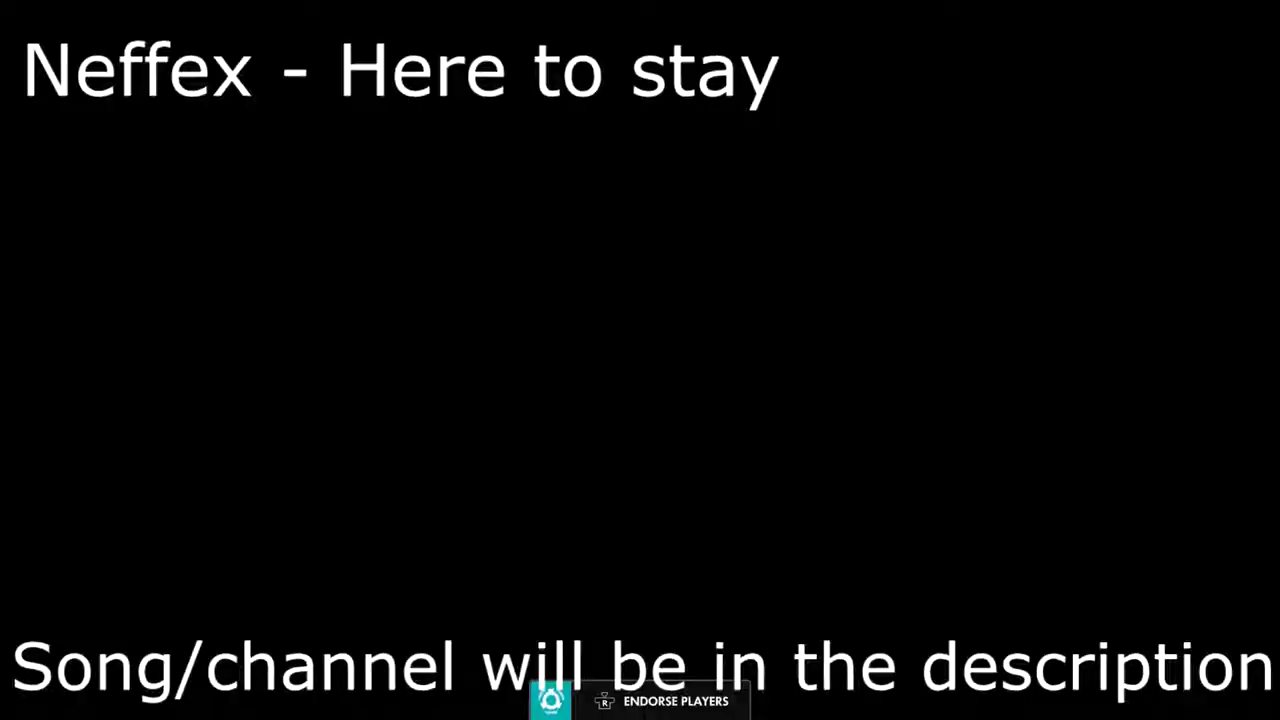 Neffex - Here to stay
Song/channel will be in the description
R ENDORSE PLAYERS